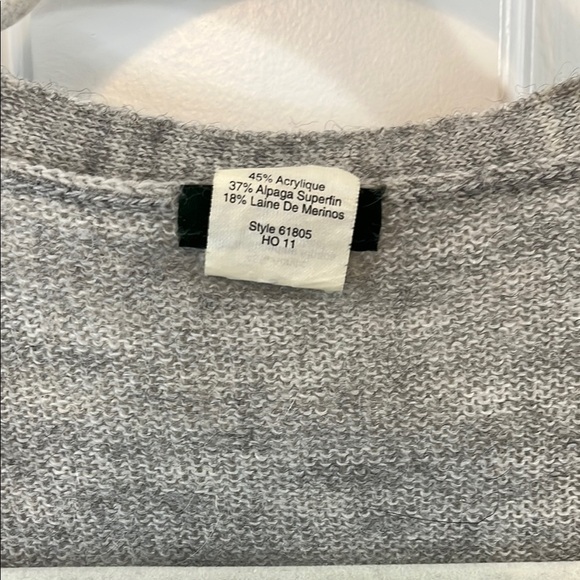 45% Acrylique
37% Alpaga Superfin
18% Laine De Merinos
Style 61805
HO 11